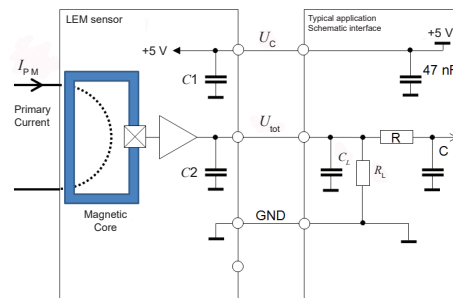 LEM sensor
Typical application
Schematic interface
+5 V
U_C
+5 V
I_PM
C1
47 nF
Primary
Current
U_tot
R
C2
C_L
R_L
C
Magnetic
Core
GND